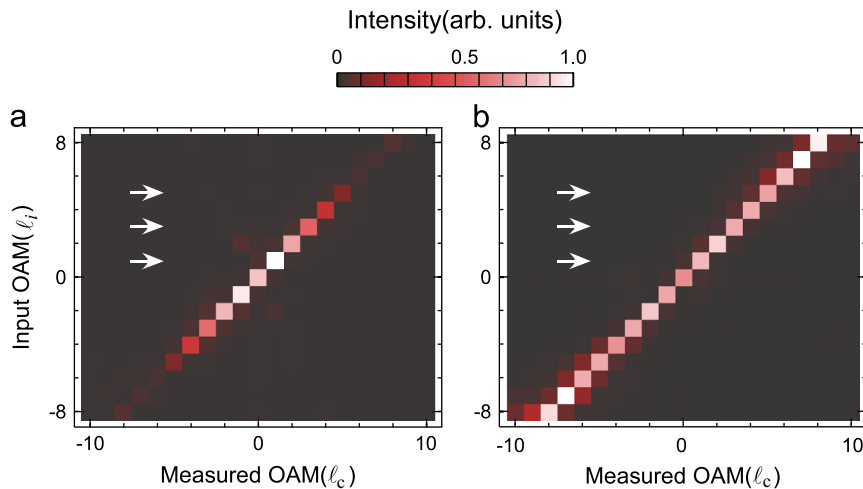 Intensity(arb. units)
0 0.5 1.0
a b
8 8
0 0
-8 -8
Input OAM(ℓi)
-10 0 10 -10 0 10
Measured OAM(ℓc) Measured OAM(ℓc)